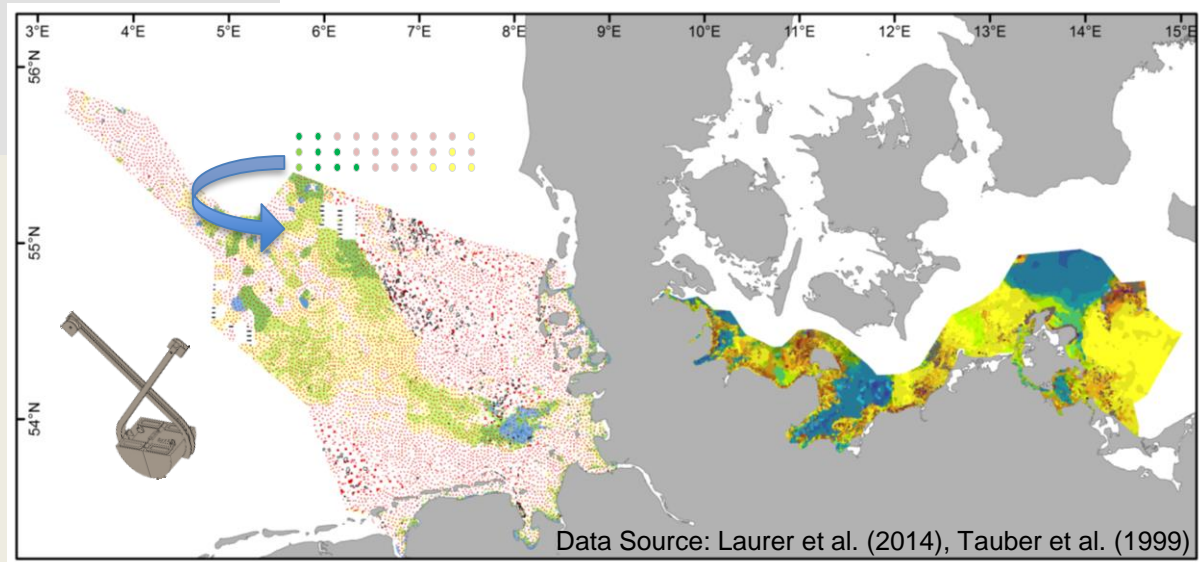 3°E 4°E 5°E 6°E 7°E 8°E 9°E 10°E 11°E 12°E 13°E 14°E 15°E
56°N
55°N
54°N
Data Source: Laurer et al. (2014), Tauber et al. (1999)